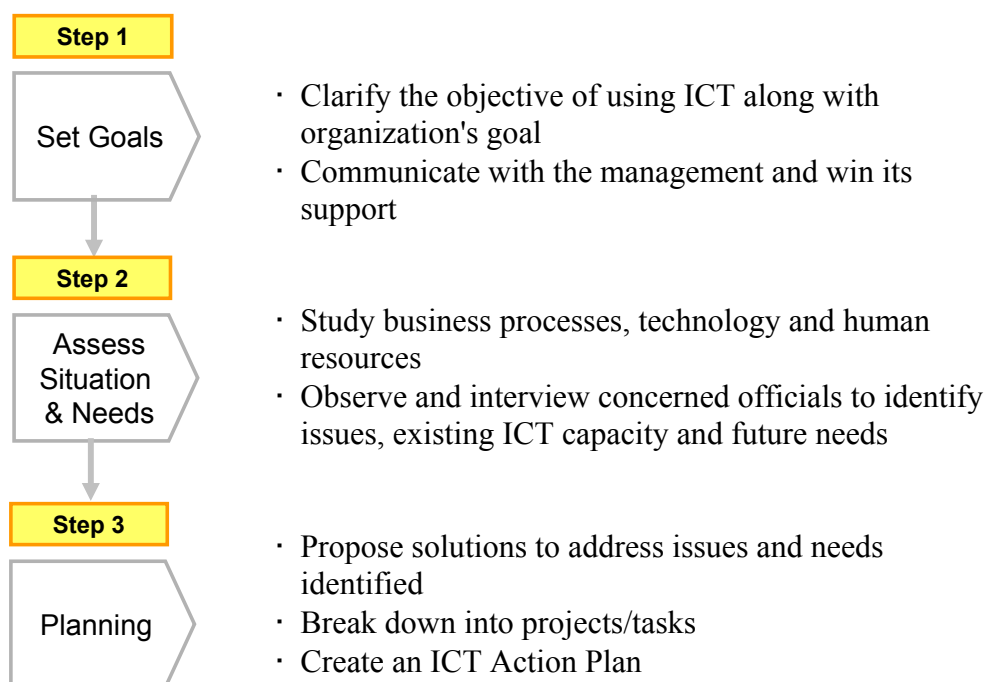 Step 1
Set Goals
· Clarify the objective of using ICT along with
organization's goal
· Communicate with the management and win its
support
Step 2
Assess
Situation
& Needs
· Study business processes, technology and human
resources
· Observe and interview concerned officials to identify
issues, existing ICT capacity and future needs
Step 3
Planning
· Propose solutions to address issues and needs
identified
· Break down into projects/tasks
· Create an ICT Action Plan